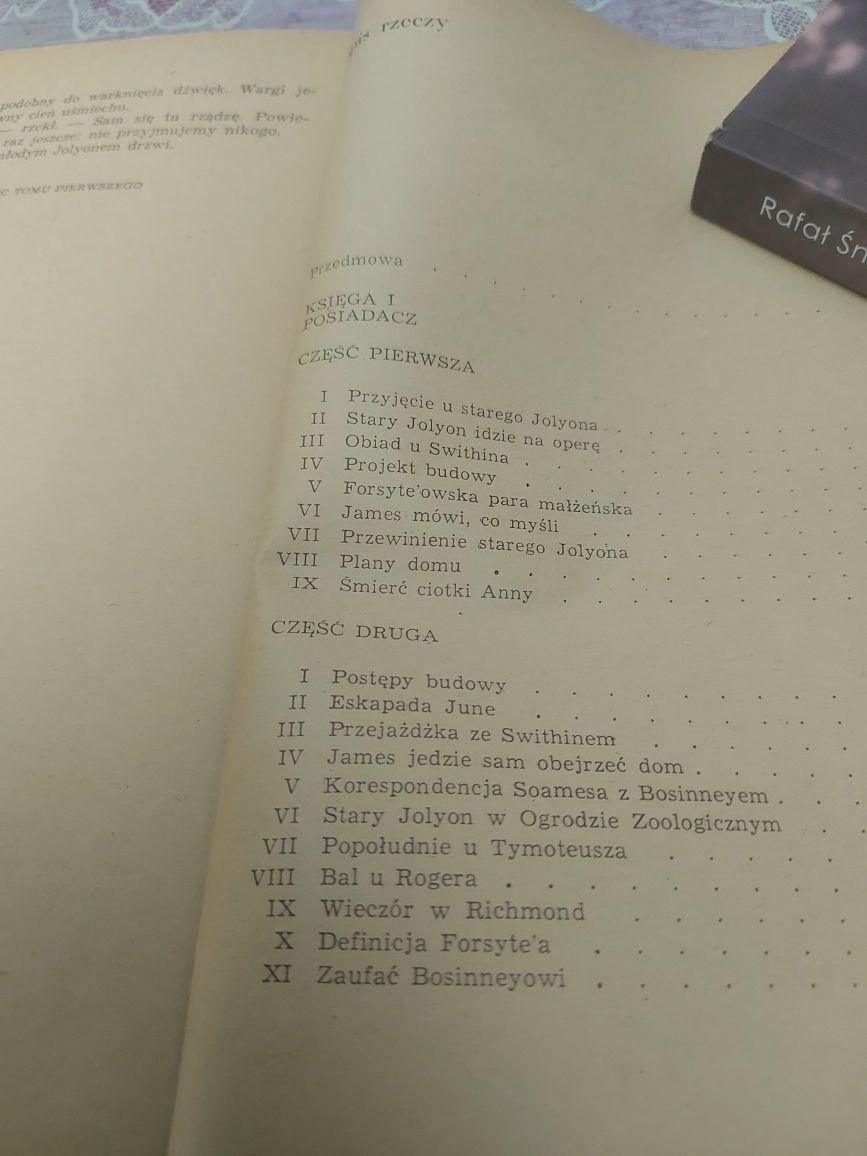 podobny do warknięcia dźwięk. Wargi je-
cień uśmiechu.
— rzekł. — Sam się tu rządzę. Powie-
raz jeszcze: nie przyjmujemy nikogo.
Jolyonem drzwi.
TOMU PIERWSZEGO
rzeczy
Przedmowa
KSIĘGA I
POSIADACZ
CZĘŚĆ PIERWSZA
I Przyjęcie u starego Jolyona
II Stary Jolyon idzie na operę
III Obiad u Swithina
IV Projekt budowy
V Forsyte'owska para małżeńska
VI James mówi, co myśli
VII Przewinienie starego Jolyona
VIII Plany domu
IX Śmierć ciotki Anny
CZĘŚĆ DRUGA
I Postępy budowy
II Eskapada June
III Przejażdżka ze Swithinem
IV James jedzie sam obejrzeć dom
V Korespondencja Soamesa z Bosinneyem
VI Stary Jolyon w Ogrodzie Zoologicznym
VII Popołudnie u Tymoteusza
VIII Bal u Rogera
IX Wieczór w Richmond
X Definicja Forsyte'a
XI Zaufać Bosinneyowi
Rafał